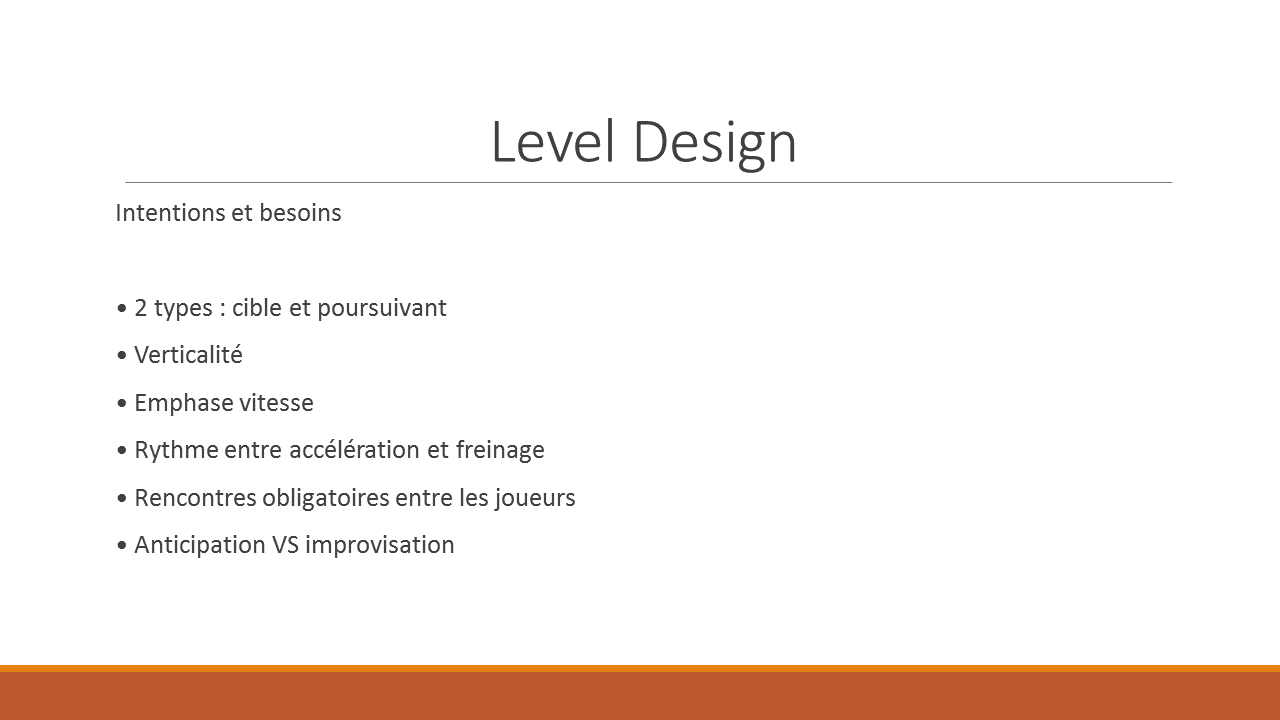 Level Design
Intentions et besoins
• 2 types : cible et poursuivant
• Verticalité
• Emphase vitesse
• Rythme entre accélération et freinage
• Rencontres obligatoires entre les joueurs
• Anticipation VS improvisation